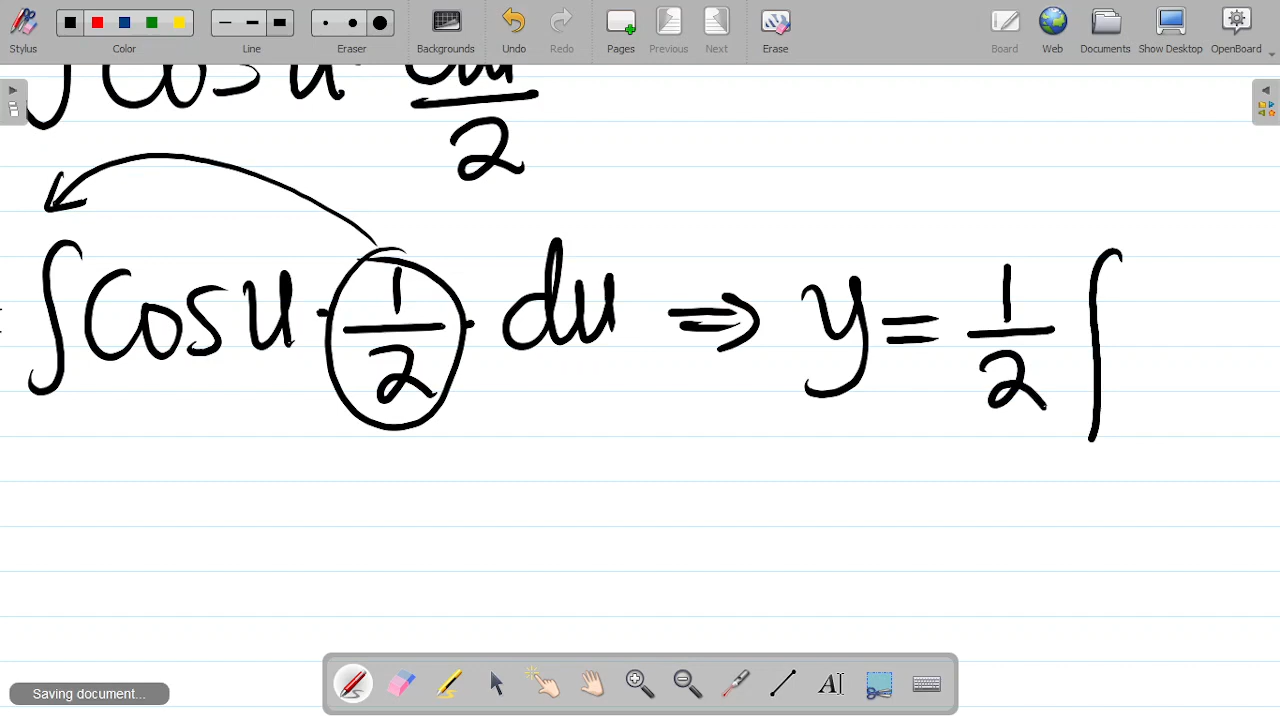 Stylus Color Line Eraser Backgrounds Undo Redo Pages Previous Next Erase Board Web Documents Show Desktop OpenBoard
∫ cos u · du/2
∫ cos u · 1/2 · du ⇒ y = 1/2 ∫
Saving document...